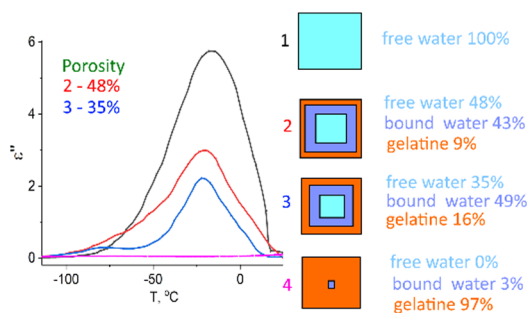 6
4
2
0
ε"
Porosity
2 - 48%
3 - 35%
-100
-50
0
T, °C
1
free water 100%
2
free water 48%
bound water 43%
gelatine 9%
3
free water 35%
bound water 49%
gelatine 16%
4
free water 0%
bound water 3%
gelatine 97%